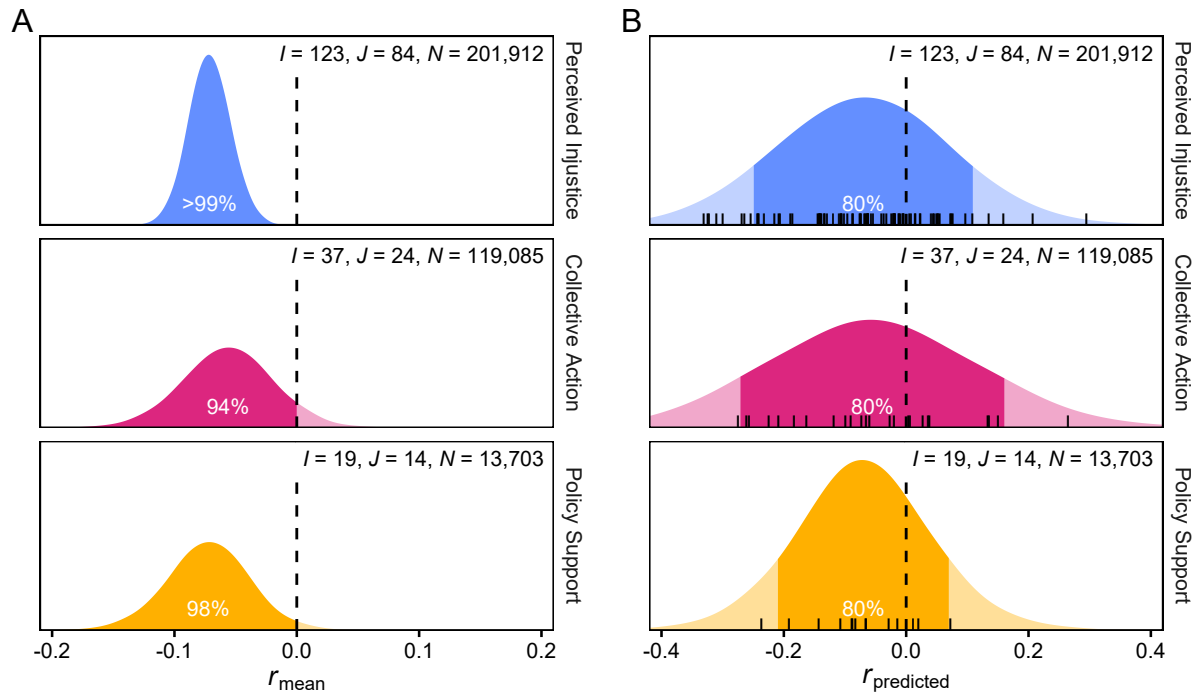 A
I = 123, J = 84, N = 201,912
>99%
Perceived Injustice
I = 37, J = 24, N = 119,085
94%
Collective Action
I = 19, J = 14, N = 13,703
98%
Policy Support
-0.2 -0.1 0.0 0.1 0.2
r mean
B
I = 123, J = 84, N = 201,912
80%
Perceived Injustice
I = 37, J = 24, N = 119,085
80%
Collective Action
I = 19, J = 14, N = 13,703
80%
Policy Support
-0.4 -0.2 0.0 0.2 0.4
r predicted